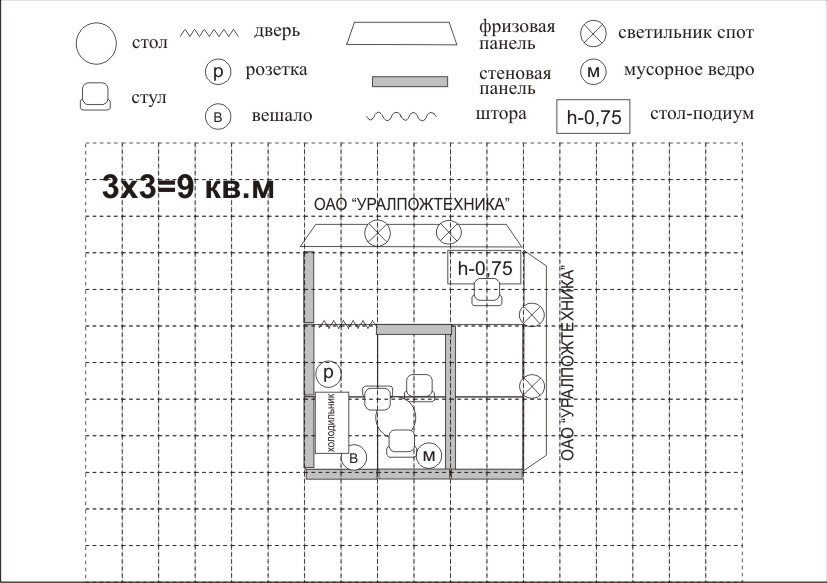 стол
дверь
фризовая
панель
светильник спот
р
розетка
стеновая
панель
м
мусорное ведро
стул
в
вешало
штора
h-0,75
стол-подиум
3х3=9 кв.м
ОАО “УРАЛПОЖТЕХНИКА”
h-0,75
ОАО “УРАЛПОЖТЕХНИКА”
р
холодильник
в
м